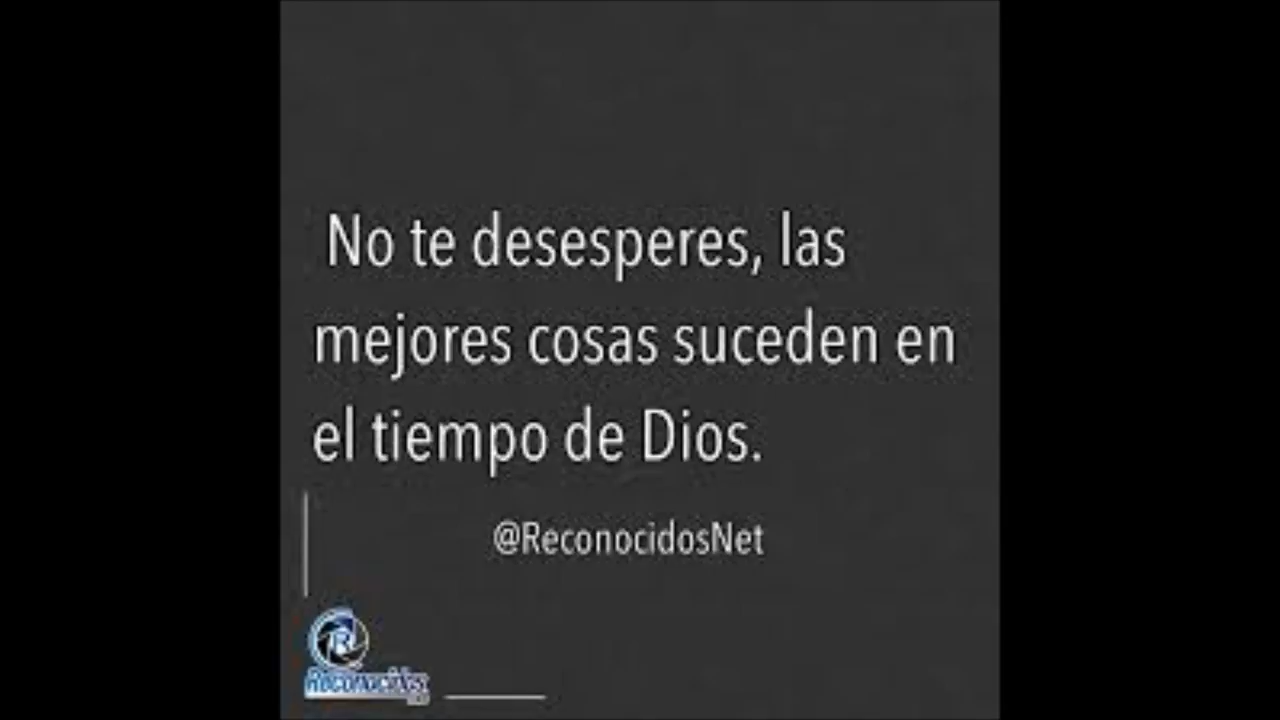 No te desesperes, las
mejores cosas suceden en
el tiempo de Dios.
@ReconocidosNet
R